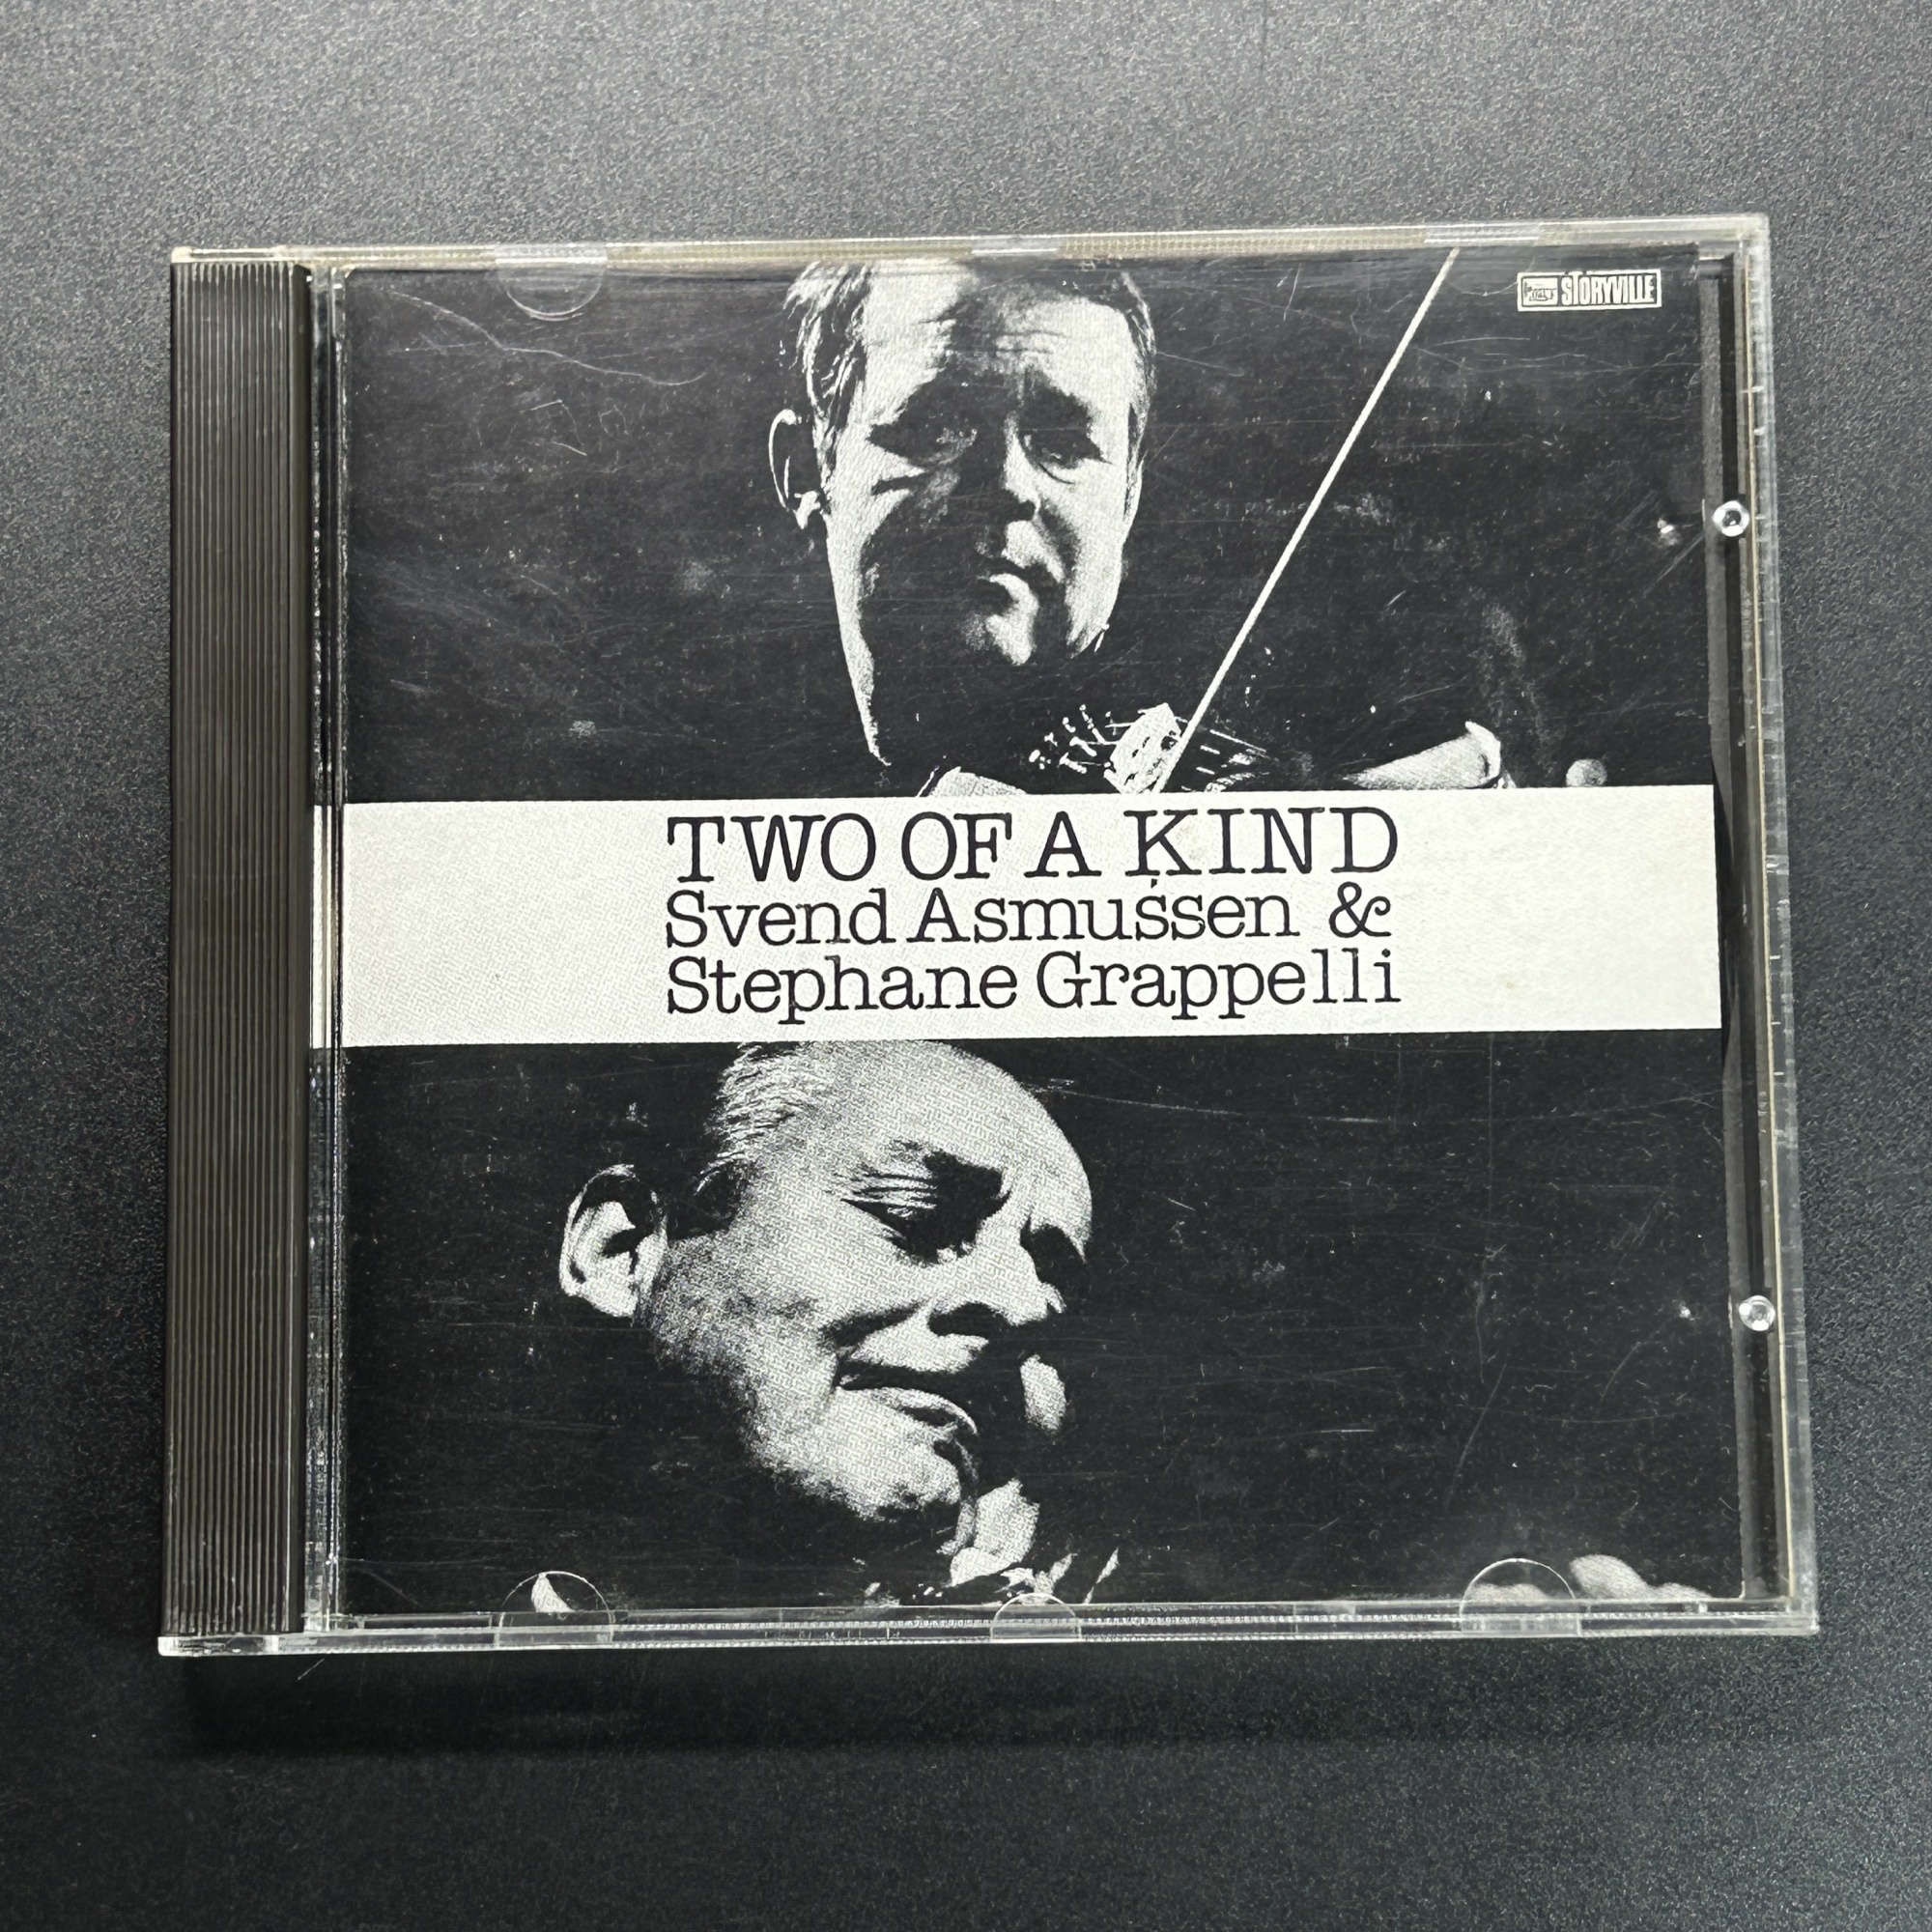 STORYVILLE
TWO OF A KIND
Svend Asmussen &
Stephane Grappelli